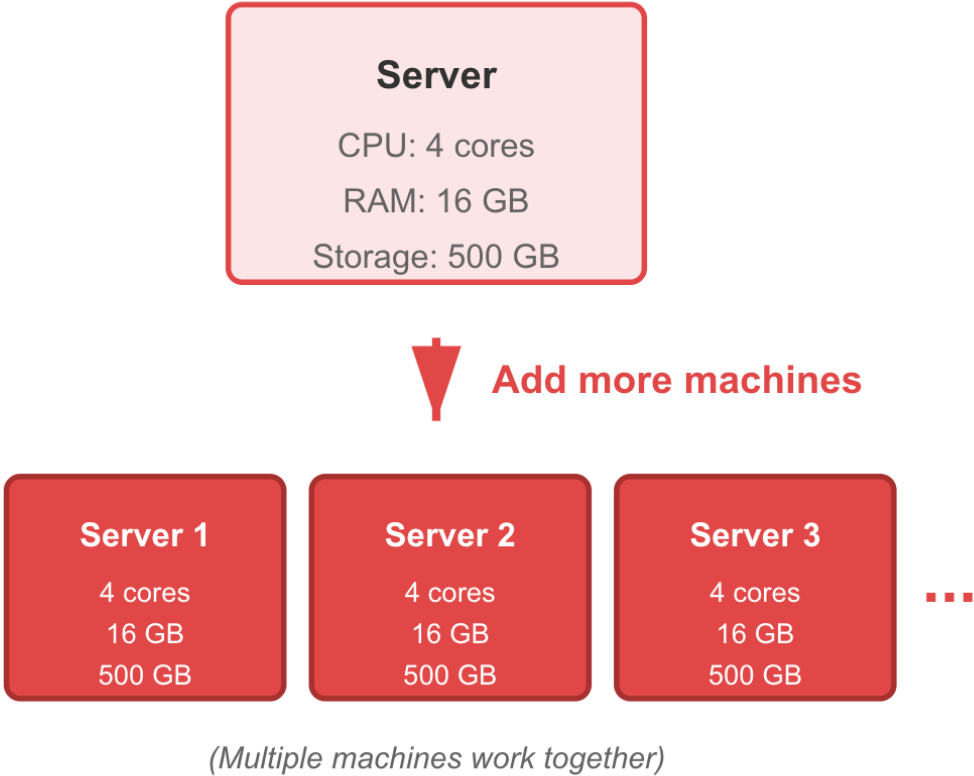 Server
CPU: 4 cores
RAM: 16 GB
Storage: 500 GB
Add more machines
Server 1
4 cores
16 GB
500 GB
Server 2
4 cores
16 GB
500 GB
Server 3
4 cores
16 GB
500 GB
...
(Multiple machines work together)